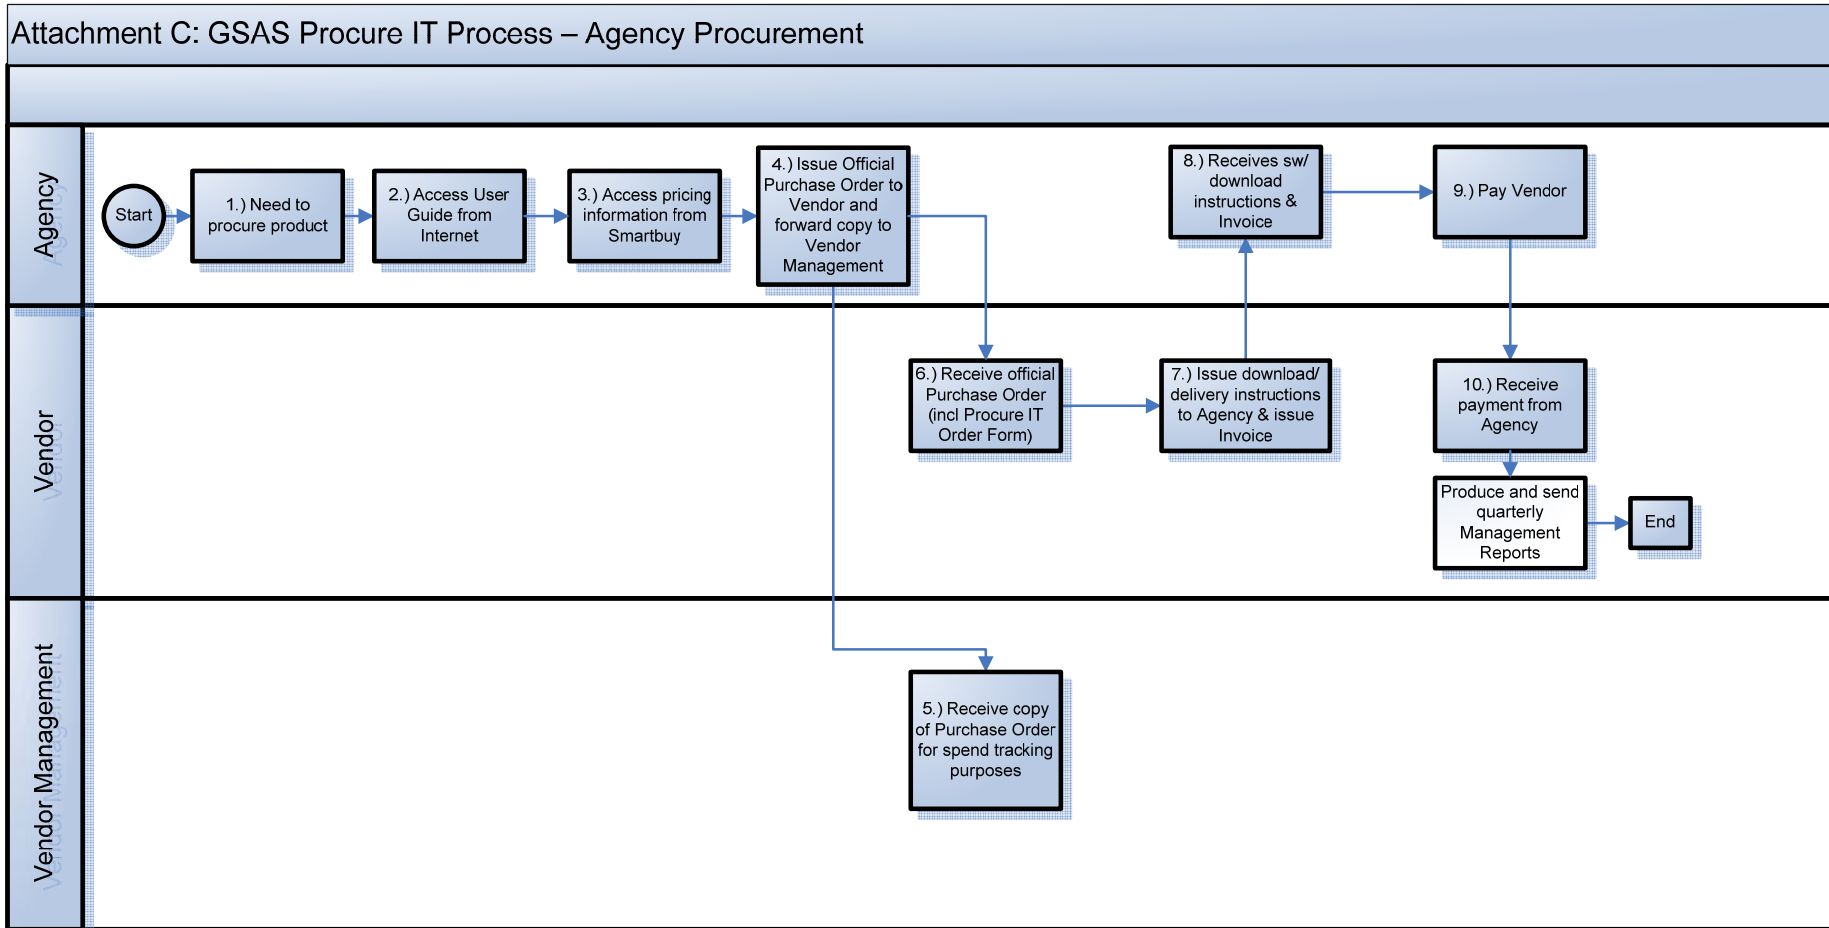 Attachment C: GSAS Procure IT Process – Agency Procurement
Agency
Start
1.) Need to
procure product
2.) Access User
Guide from
Internet
3.) Access pricing
information from
Smartbuy
4.) Issue Official
Purchase Order to
Vendor and
forward copy to
Vendor
Management
8.) Receives sw/
download
instructions &
Invoice
9.) Pay Vendor
Vendor
6.) Receive official
Purchase Order
(incl Procure IT
Order Form)
7.) Issue download/
delivery instructions
to Agency & issue
Invoice
10.) Receive
payment from
Agency
Produce and send
quarterly
Management
Reports
End
Vendor Management
5.) Receive copy
of Purchase Order
for spend tracking
purposes